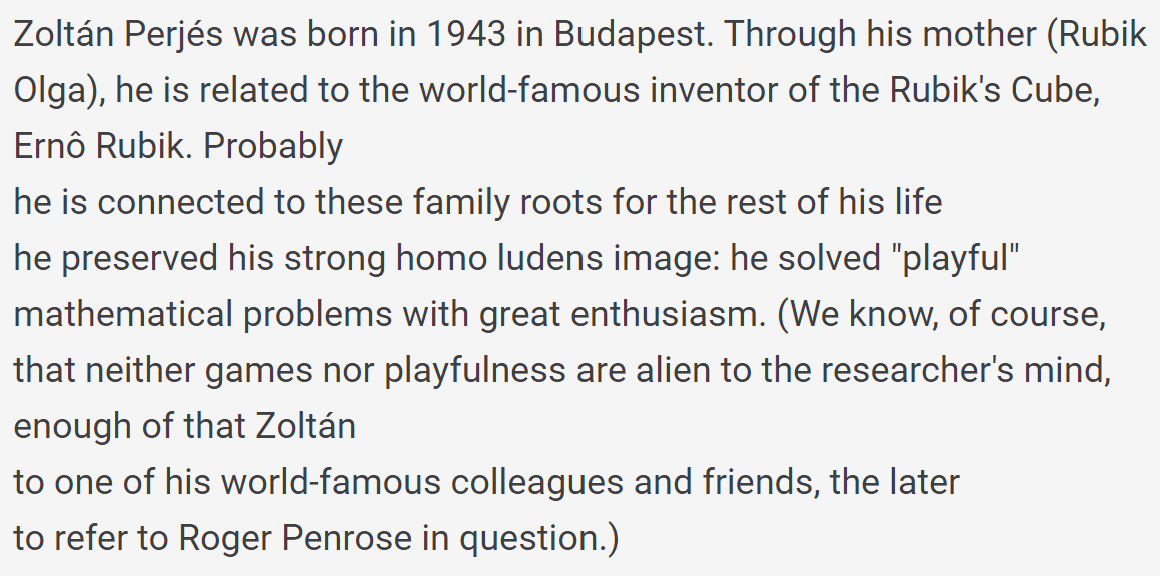 Zoltán Perjés was born in 1943 in Budapest. Through his mother (Rubik
Olga), he is related to the world-famous inventor of the Rubik's Cube,
Ernô Rubik. Probably
he is connected to these family roots for the rest of his life
he preserved his strong homo ludens image: he solved "playful"
mathematical problems with great enthusiasm. (We know, of course,
that neither games nor playfulness are alien to the researcher's mind,
enough of that Zoltán
to one of his world-famous colleagues and friends, the later
to refer to Roger Penrose in question.)